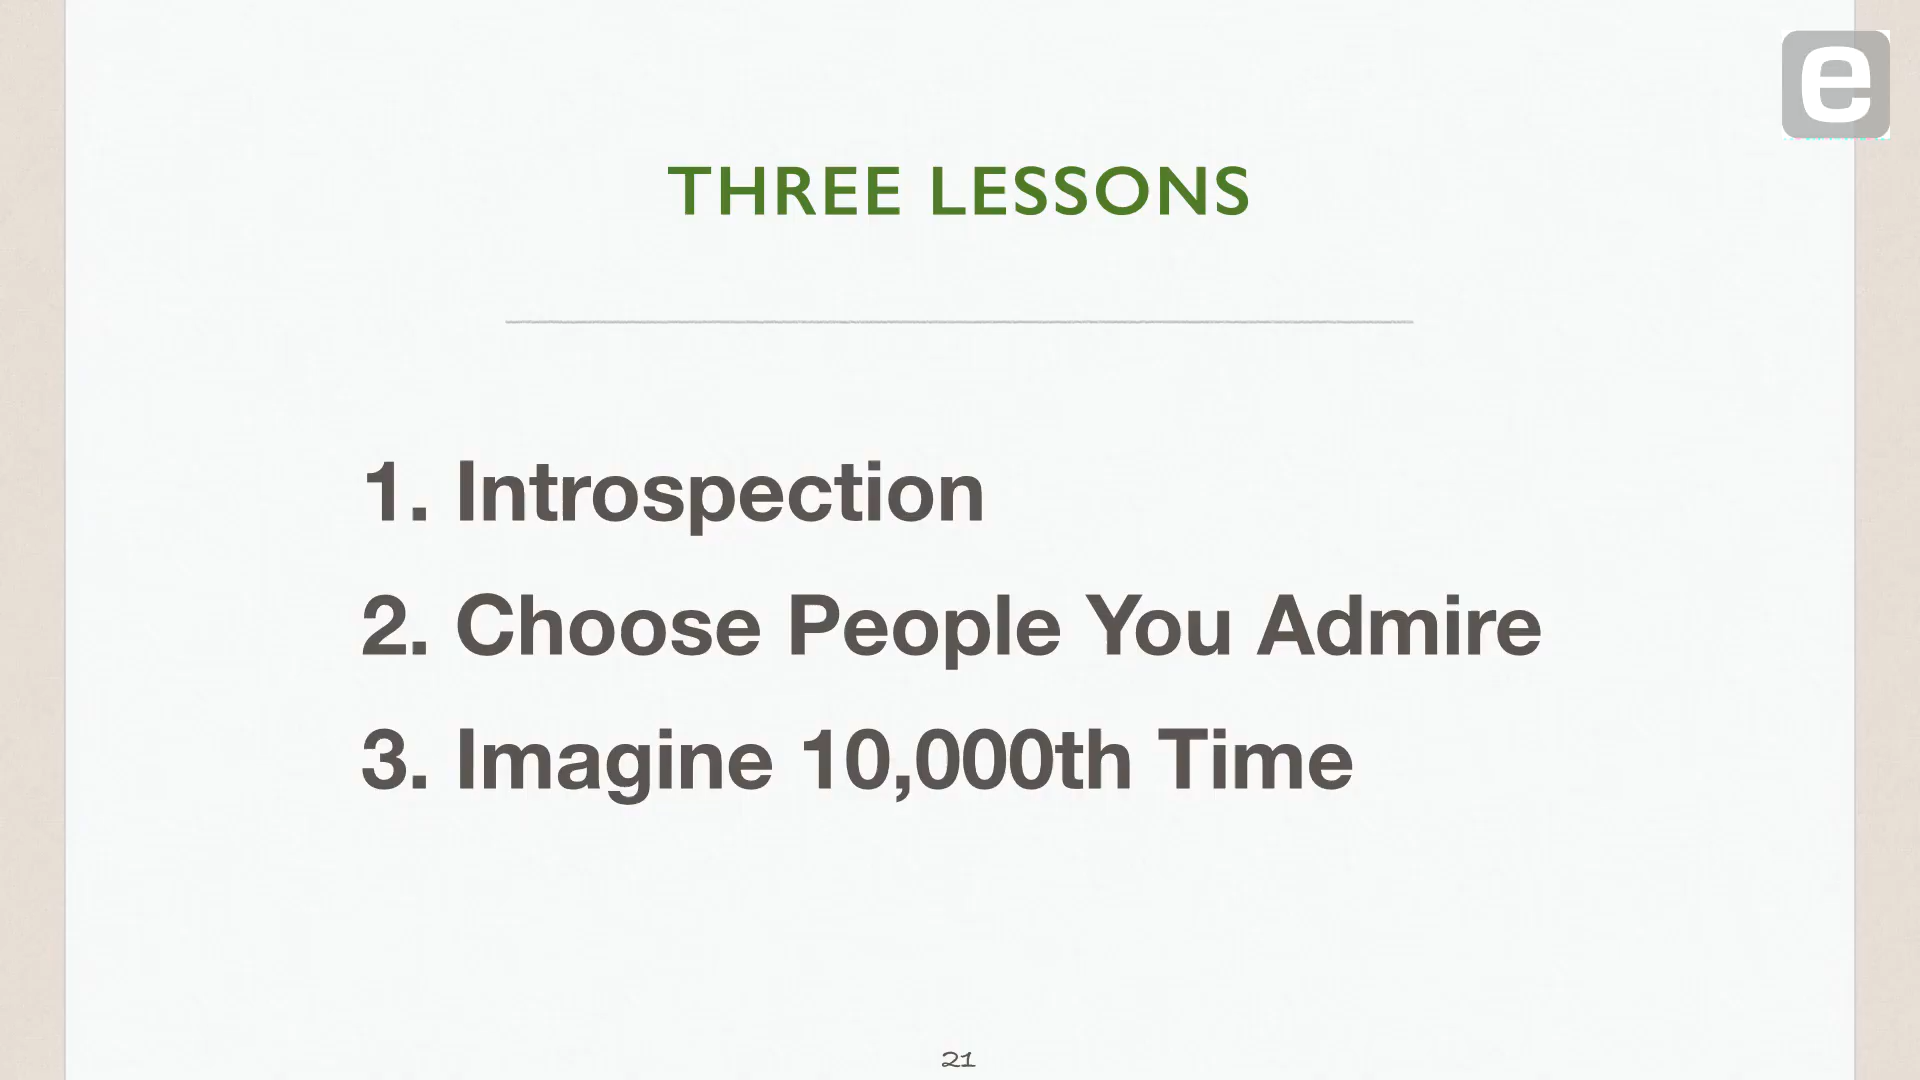 e
THREE LESSONS
1. Introspection
2. Choose People You Admire
3. Imagine 10,000th Time
21